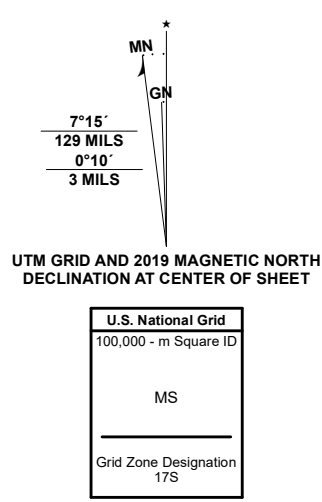 MN
GN
7°15´
129 MILS
0°10´
3 MILS
UTM GRID AND 2019 MAGNETIC NORTH
DECLINATION AT CENTER OF SHEET
U.S. National Grid
100,000 - m Square ID
MS
Grid Zone Designation
17S